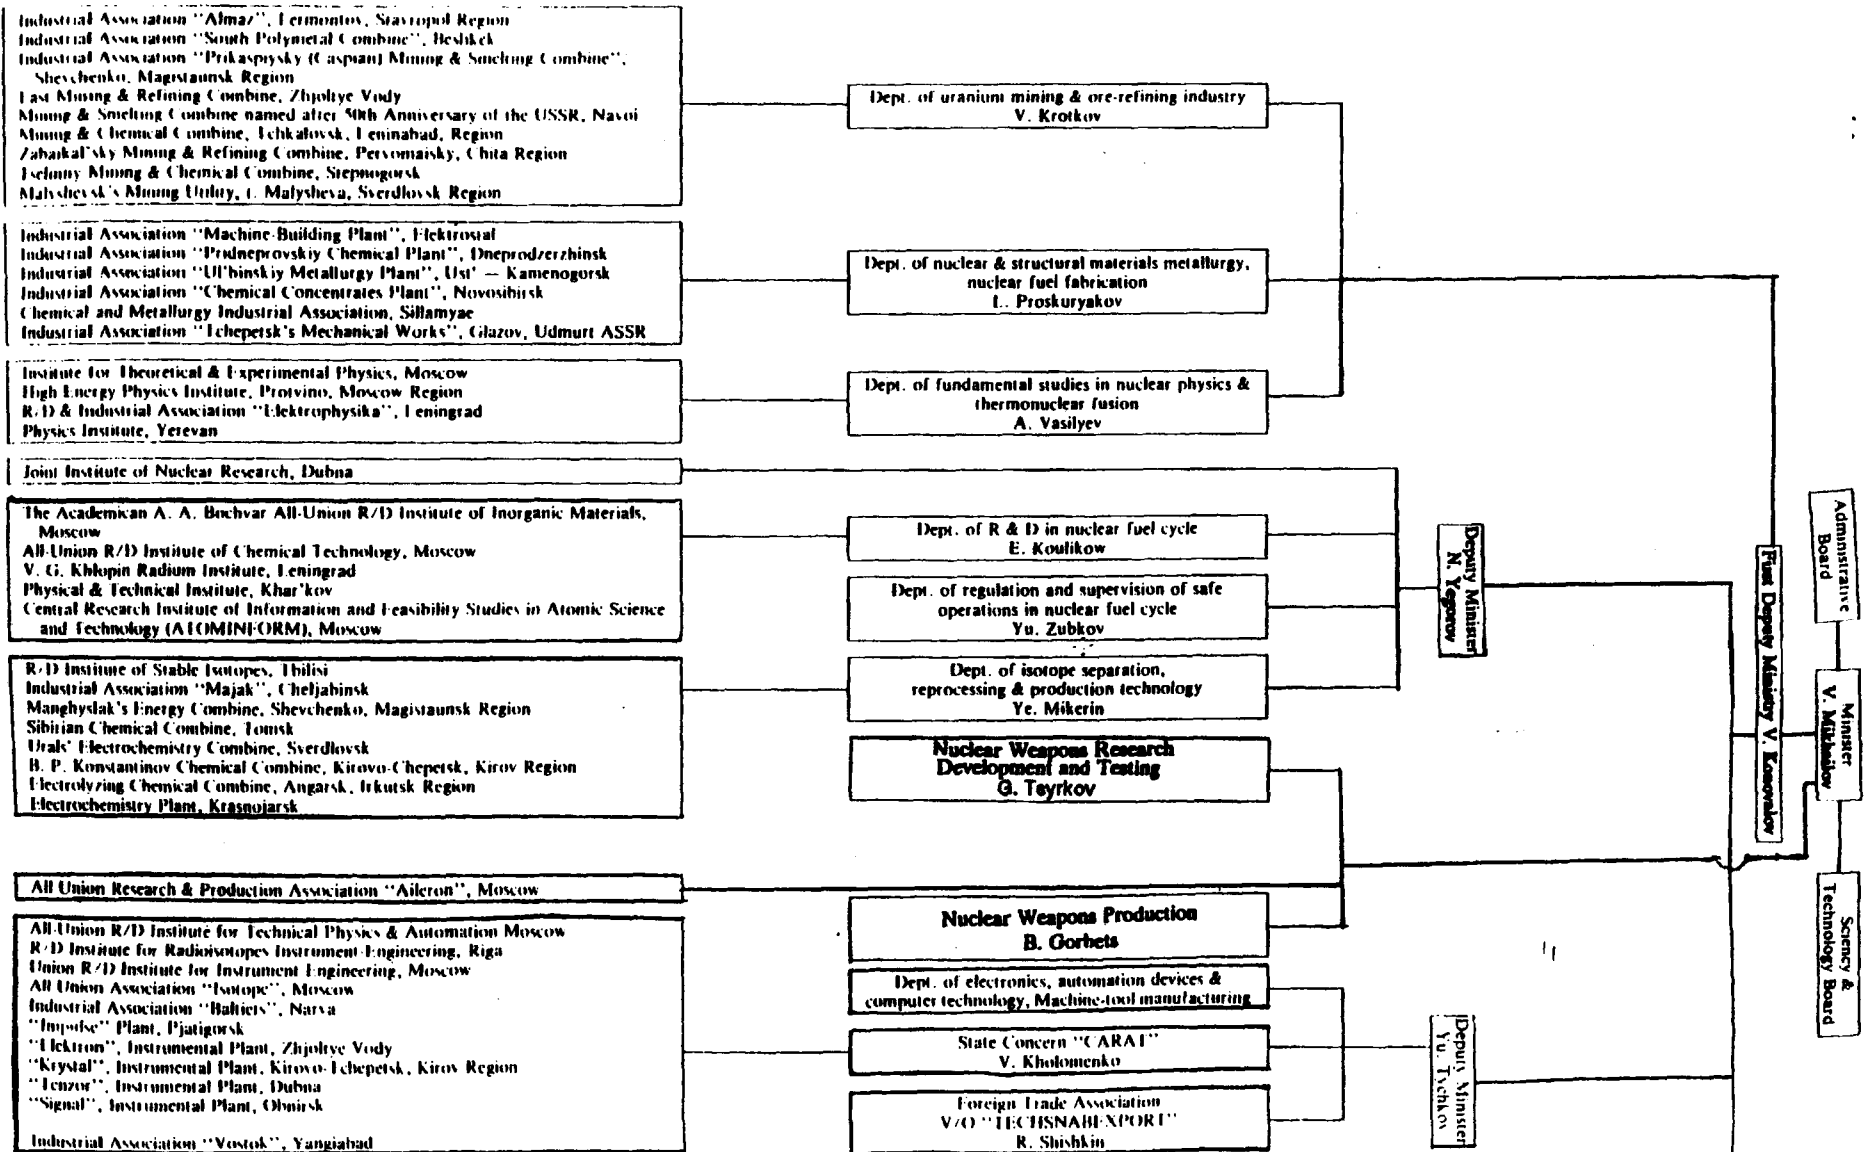 Industrial Association "Almaz", Lermontov, Stavropol Region
Industrial Association "South Polymetal Combine", Beshkek
Industrial Association "Prikaspiysky (Caspian) Mining & Smelting Combine",
Shevchenko, Magistaunsk Region
East Mining & Refining Combine, Zhjoltye Vody
Mining & Smelting Combine named after 50th Anniversary of the USSR, Navoi
Mining & Chemical Combine, Tchkalovsk, Leninabad, Region
Zabaikal'sky Mining & Refining Combine, Pervomaisky, Chita Region
Tselinny Mining & Chemical Combine, Stepnogorsk
Malyshevsk's Mining Utility, Malysheva, Sverdlovsk Region
Dept. of uranium mining & ore-refining industry
V. Krotkov
Industrial Association "Machine-Building Plant", Elektrostal
Industrial Association "Pridneprovskiy Chemical Plant", Dneprodzerzhinsk
Industrial Association "Ul'binskiy Metallurgy Plant", Ust' — Kamenogorsk
Industrial Association "Chemical Concentrates Plant", Novosibirsk
Chemical and Metallurgy Industrial Association, Sillamyae
Industrial Association "Tchepetsk's Mechanical Works", Glazov, Udmurt ASSR
Dept. of nuclear & structural materials metallurgy,
nuclear fuel fabrication
L. Proskuryakov
Institute for Theoretical & Experimental Physics, Moscow
High Energy Physics Institute, Protvino, Moscow Region
R/D & Industrial Association "Elektrophysika", Leningrad
Physics Institute, Yerevan
Dept. of fundamental studies in nuclear physics &
thermonuclear fusion
A. Vasilyev
Joint Institute of Nuclear Research, Dubna
The Academican A. A. Bochvar All-Union R/D Institute of Inorganic Materials,
Moscow
All-Union R/D Institute of Chemical Technology, Moscow
V. G. Khlopin Radium Institute, Leningrad
Physical & Technical Institute, Khar'kov
Central Research Institute of Information and Feasibility Studies in Atomic Science
and Technology (ATOMINFORM), Moscow
Dept. of R & D in nuclear fuel cycle
E. Koulikow
Dept. of regulation and supervision of safe
operations in nuclear fuel cycle
Yu. Zubkov
R/D Institute of Stable Isotopes, Tbilisi
Industrial Association "Majak", Cheljabinsk
Manghyslak's Energy Combine, Shevchenko, Magistaunsk Region
Sibirian Chemical Combine, Tomsk
Urals' Electrochemistry Combine, Sverdlovsk
B. P. Konstantinov Chemical Combine, Kirovo-Chepetsk, Kirov Region
Electrolyzing Chemical Combine, Angarsk, Irkutsk Region
Electrochemistry Plant, Krasnojarsk
Dept. of isotope separation,
reprocessing & production technology
Ye. Mikerin
Nuclear Weapons Research
Development and Testing
G. Tsyrkov
All Union Research & Production Association "Aileron", Moscow
Nuclear Weapons Production
B. Gorbets
All-Union R/D Institute for Technical Physics & Automation Moscow
R/D Institute for Radioisotopes Instrument Engineering, Riga
Union R/D Institute for Instrument Engineering, Moscow
All Union Association "Isotope", Moscow
Industrial Association "Baltiets", Narva
"Impulse" Plant, Pjatigorsk
"Elektron", Instrumental Plant, Zhjoltye Vody
"Krystal", Instrumental Plant, Kirovo-Tchepetsk, Kirov Region
"Tenzor", Instrumental Plant, Dubna
"Signal", Instrumental Plant, Obnirsk
Industrial Association "Vostok", Yangiabad
Dept. of electronics, automation devices &
computer technology, Machine-tool manufacturing
State Concern "CARAT"
V. Kholomenko
Foreign Trade Association
V/O "TECHSNABEXPORT"
R. Shishkin
Deputy Minister
N. Yegorov
Deputy Minister
Yu. Tychkov
First Deputy Ministry V. Konovalov
Administrative
Board
Minister
V. Mikhailov
Sciency &
Technology Board